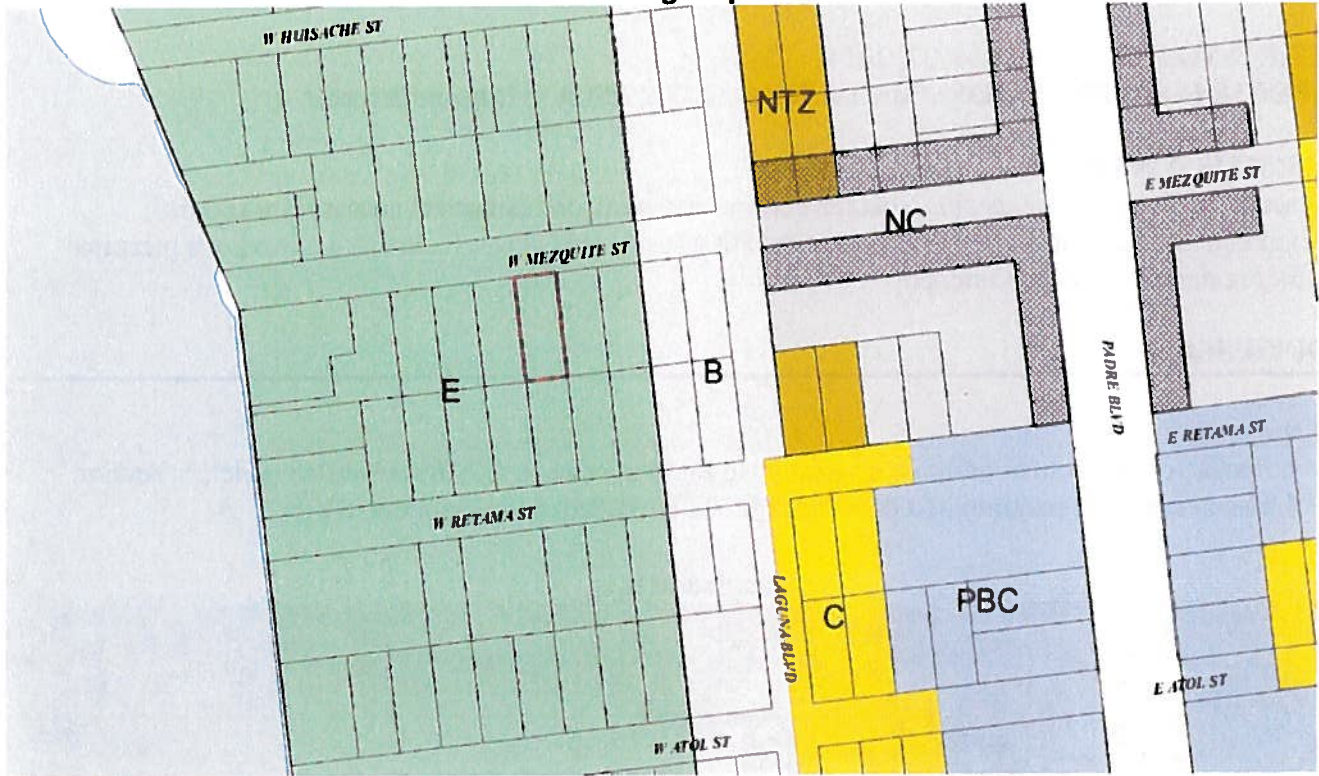 W HUISACHE ST
NTZ
E MEZQUITE ST
NC
W MEZQUITE ST
B
E
PADRE BLVD
E RETAMA ST
W RETAMA ST
LAGUNA BLVD
C
PBC
E ATOL ST
W ATOL ST